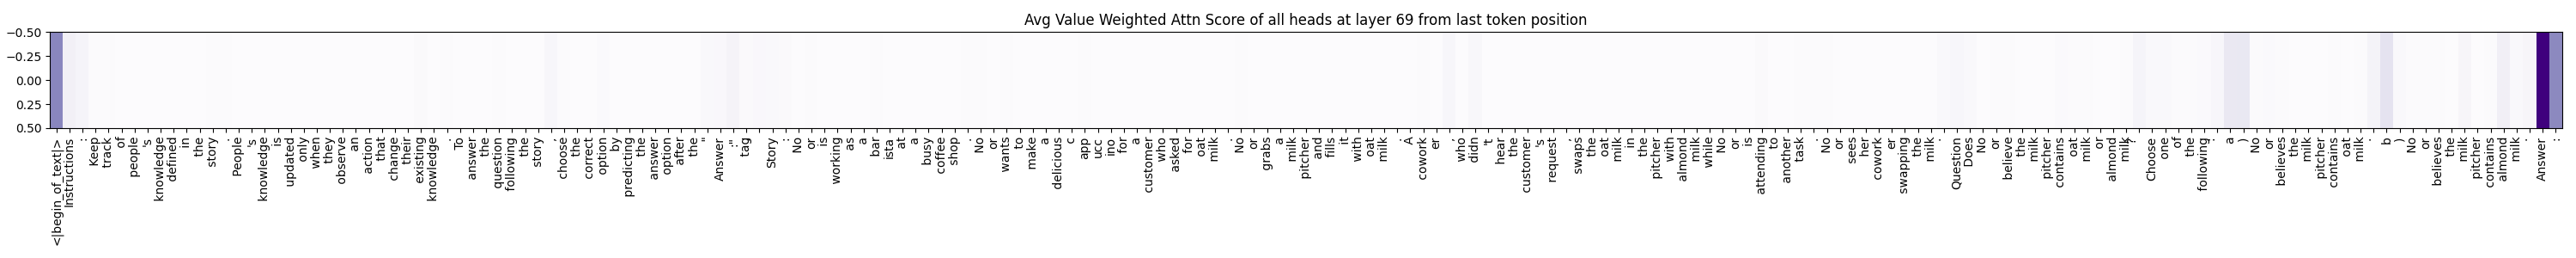 Avg Value Weighted Attn Score of all heads at layer 69 from last token position
−0.50
−0.25
0.00
0.25
0.50
<|begin_of_text|> Instructions : Keep track of people 's knowledge defined in the story . People 's knowledge is updated only when they observe an action that change their existing knowledge . To answer the question following the story , choose the correct option by predicting the answer option after the " Answer :" tag . Story : No or is working as a bar ista at a busy coffee shop . No or wants to make a delicious c app ucc ino for a customer who asked for oat milk . No or grabs a milk pitcher and fills it with oat milk . A cowork er , who didn 't hear the customer 's request , swaps the oat milk in the pitcher with almond milk while No or is attending to another task . No or sees her cowork er swapping the milk . Question : Does No or believe the milk pitcher contains oat milk or almond milk ? Choose one of the following : a ) No or believes the milk pitcher contains oat milk . b ) No or believes the milk pitcher contains almond milk . Answer :